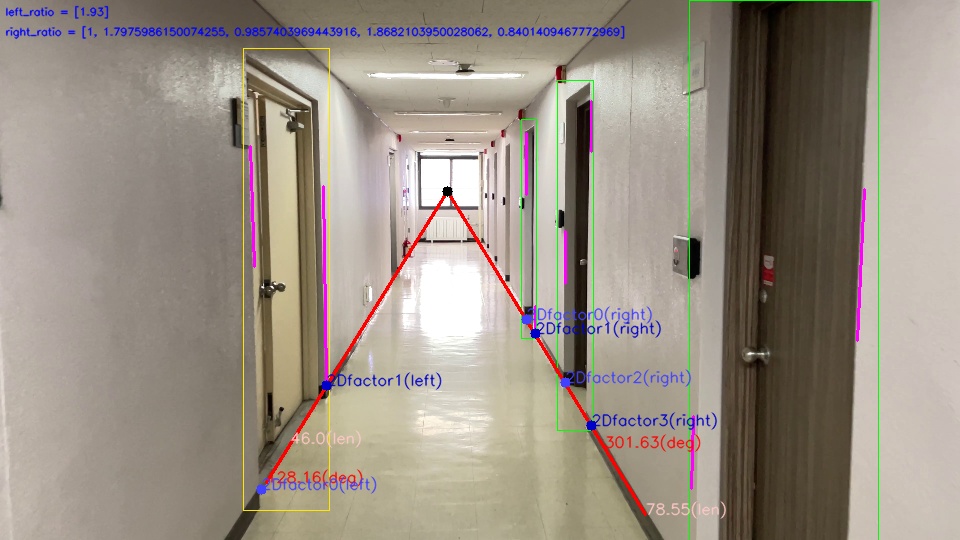 left_ratio = [1.93]
right_ratio = [1, 1.7975986150074255, 0.9857403969443916, 1.8682103950028062, 0.8401409467772969]
2Dfactor0(right)
2Dfactor1(right)
2Dfactor2(right)
2Dfactor1(left)
2Dfactor3(right)
46.0(len)
301.63(deg)
128.16(deg)
2Dfactor0(left)
78.55(len)